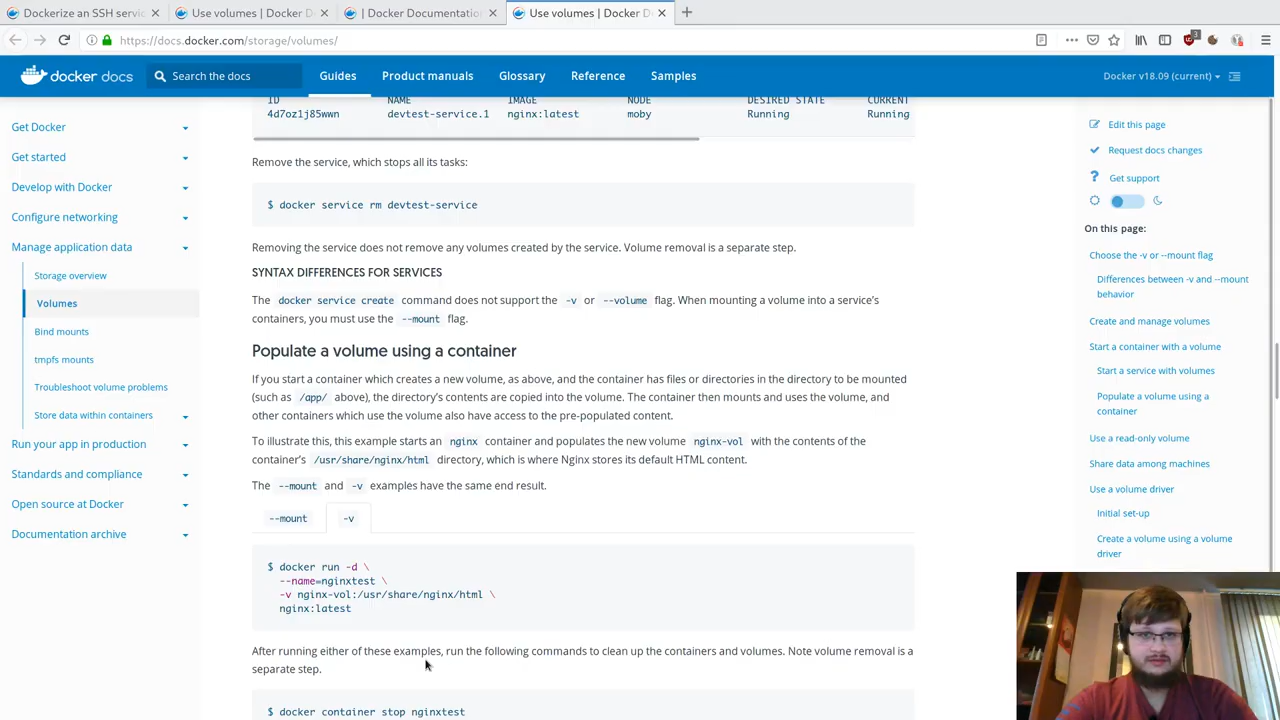 Dockerize an SSH servic
Use volumes | Docker D
| Docker Documentatio
Use volumes | Docker D
https://docs.docker.com/storage/volumes/
3
docker docs
Search the docs
Guides
Product manuals
Glossary
Reference
Samples
Docker v18.09 (current)
Get Docker
Get started
Develop with Docker
Configure networking
Manage application data
Storage overview
Volumes
Bind mounts
tmpfs mounts
Troubleshoot volume problems
Store data within containers
Run your app in production
Standards and compliance
Open source at Docker
Documentation archive
ID NAME IMAGE NODE DESIRED STATE CURRENT
4d7oz1j85wwn devtest-service.1 nginx:latest moby Running Running
Remove the service, which stops all its tasks:
$ docker service rm devtest-service
Removing the service does not remove any volumes created by the service. Volume removal is a separate step.
SYNTAX DIFFERENCES FOR SERVICES
The docker service create command does not support the -v or --volume flag. When mounting a volume into a service's
containers, you must use the --mount flag.
Populate a volume using a container
If you start a container which creates a new volume, as above, and the container has files or directories in the directory to be mounted
(such as /app/ above), the directory's contents are copied into the volume. The container then mounts and uses the volume, and
other containers which use the volume also have access to the pre-populated content.
To illustrate this, this example starts an nginx container and populates the new volume nginx-vol with the contents of the
container's /usr/share/nginx/html directory, which is where Nginx stores its default HTML content.
The --mount and -v examples have the same end result.
--mount -v
$ docker run -d \
--name=nginxtest \
-v nginx-vol:/usr/share/nginx/html \
nginx:latest
After running either of these examples, run the following commands to clean up the containers and volumes. Note volume removal is a
separate step.
$ docker container stop nginxtest
Edit this page
Request docs changes
Get support
On this page:
Choose the -v or --mount flag
Differences between -v and --mount
behavior
Create and manage volumes
Start a container with a volume
Start a service with volumes
Populate a volume using a
container
Use a read-only volume
Share data among machines
Use a volume driver
Initial set-up
Create a volume using a volume
driver